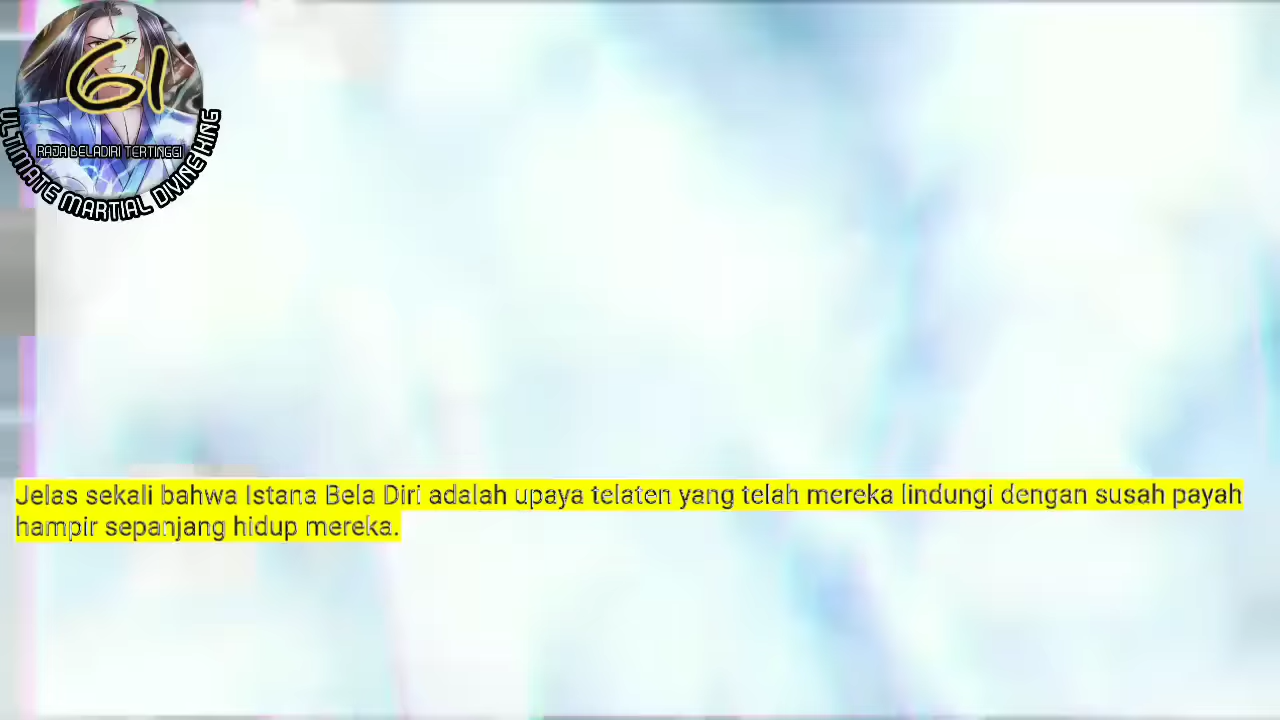 61
RAJA BELADIRI TERTINGGI
ULTIMATE MARTIAL DIVINE KING
Jelas sekali bahwa Istana Bela Diri adalah upaya telaten yang telah mereka lindungi dengan susah payah
hampir sepanjang hidup mereka.